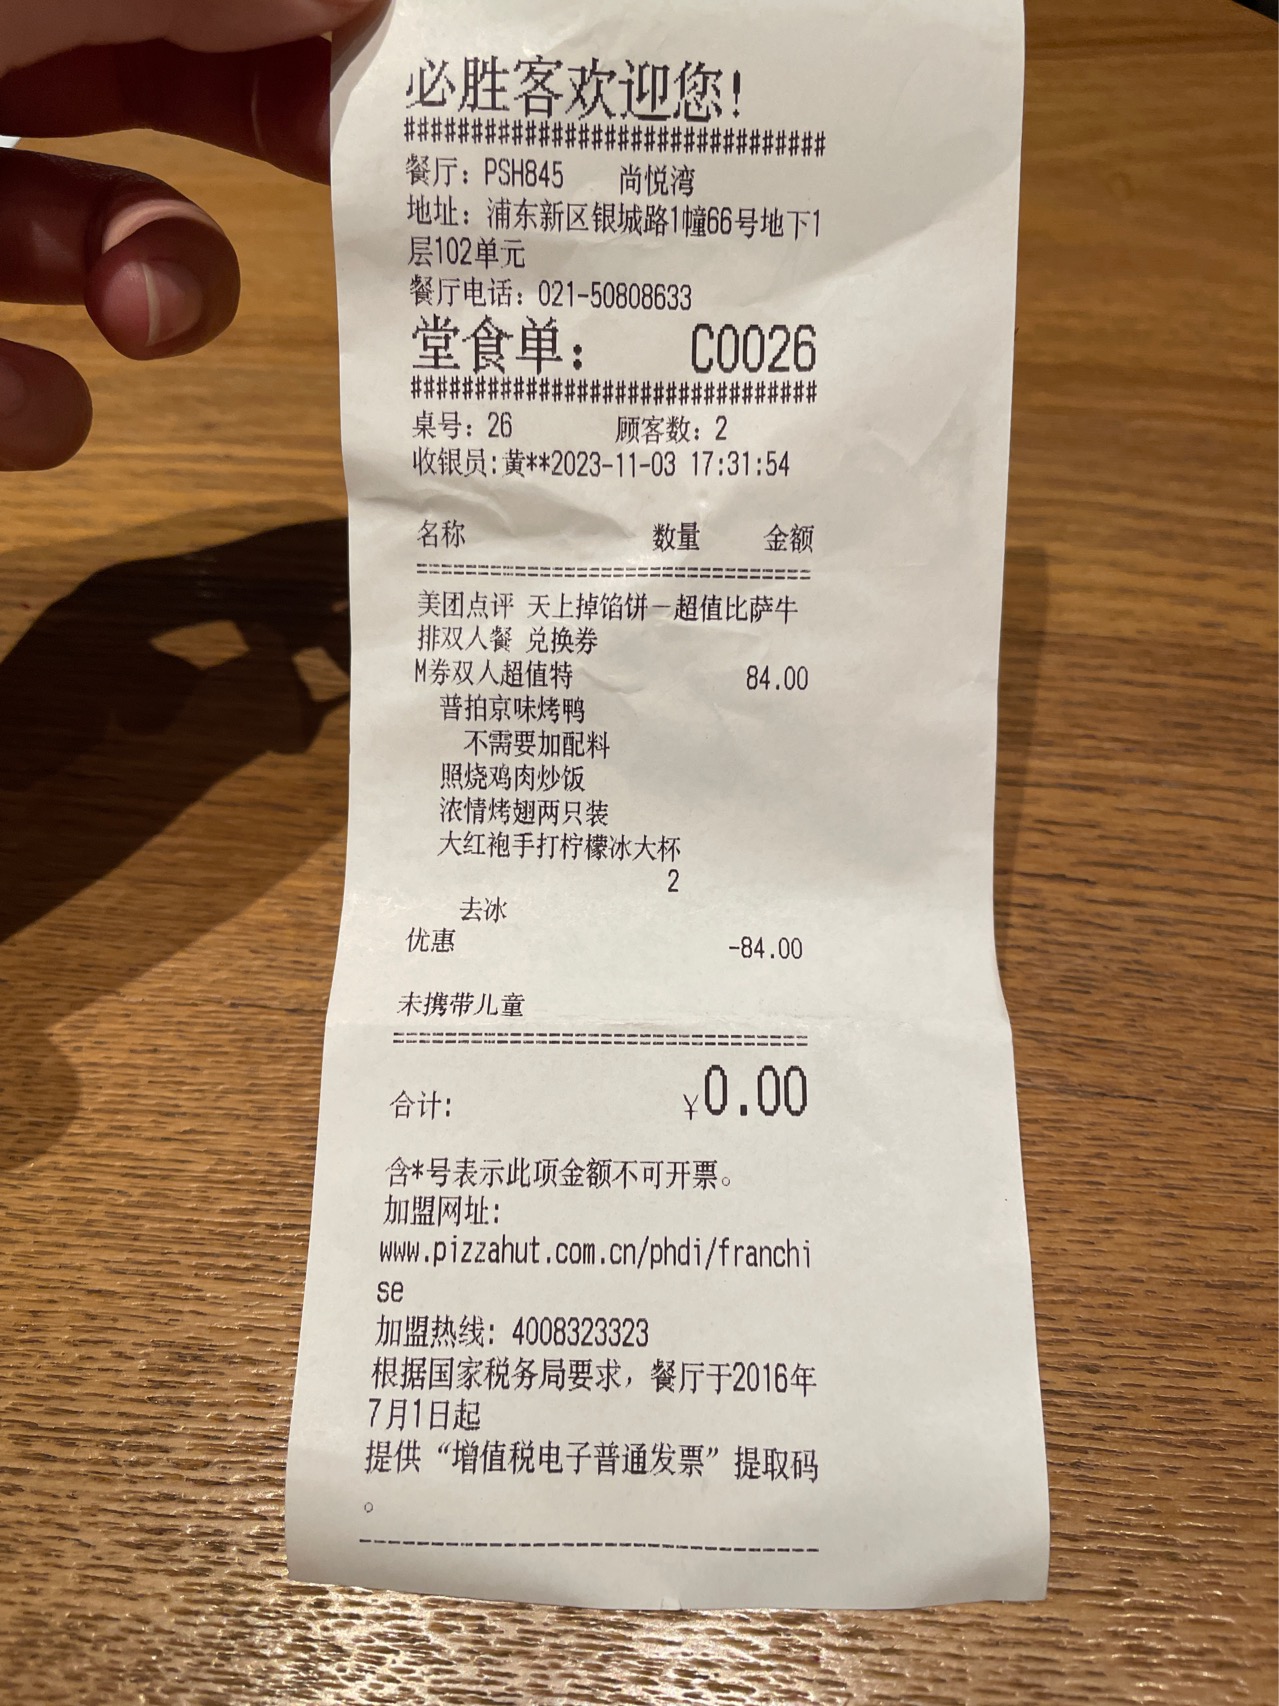 必胜客欢迎您!
################################
餐厅: PSH845 尚悦湾
地址: 浦东新区银城路1幢66号地下1
层102单元
餐厅电话: 021-50808633
堂食单: C0026
################################
桌号: 26 顾客数: 2
收银员:黄**2023-11-03 17:31:54
名称 数量 金额
================================
美团点评 天上掉馅饼—超值比萨牛
排双人餐 兑换券
M券双人超值特 84.00
普拍京味烤鸭
不需要加配料
照烧鸡肉炒饭
浓情烤翅两只装
大红袍手打柠檬冰大杯
2
去冰
优惠 -84.00
未携带儿童
================================
合计: ¥0.00
含*号表示此项金额不可开票。
加盟网址:
www.pizzahut.com.cn/phdi/franchi
se
加盟热线: 4008323323
根据国家税务局要求，餐厅于2016年
7月1日起
提供“增值税电子普通发票”提取码
。
--------------------------------